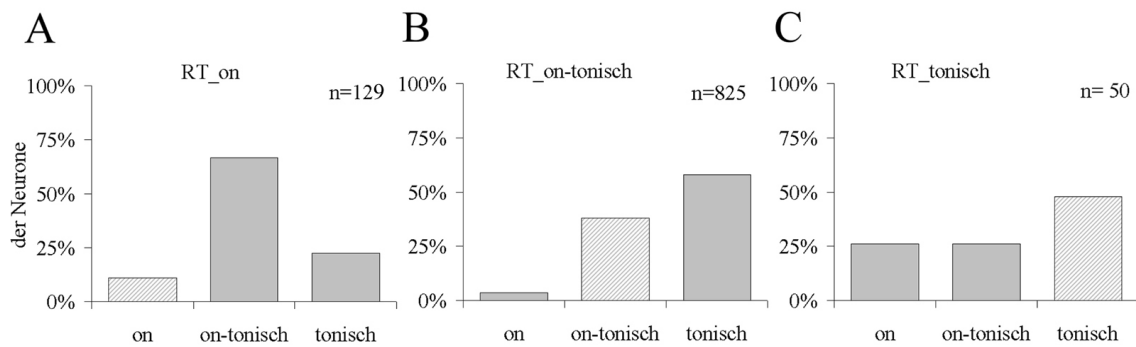 A
RT_on
n=129
100%
75%
50%
25%
0%
der Neurone
on
on-tonisch
tonisch
B
RT_on-tonisch
n=825
100%
75%
50%
25%
0%
on
on-tonisch
tonisch
C
RT_tonisch
n= 50
100%
75%
50%
25%
0%
on
on-tonisch
tonisch